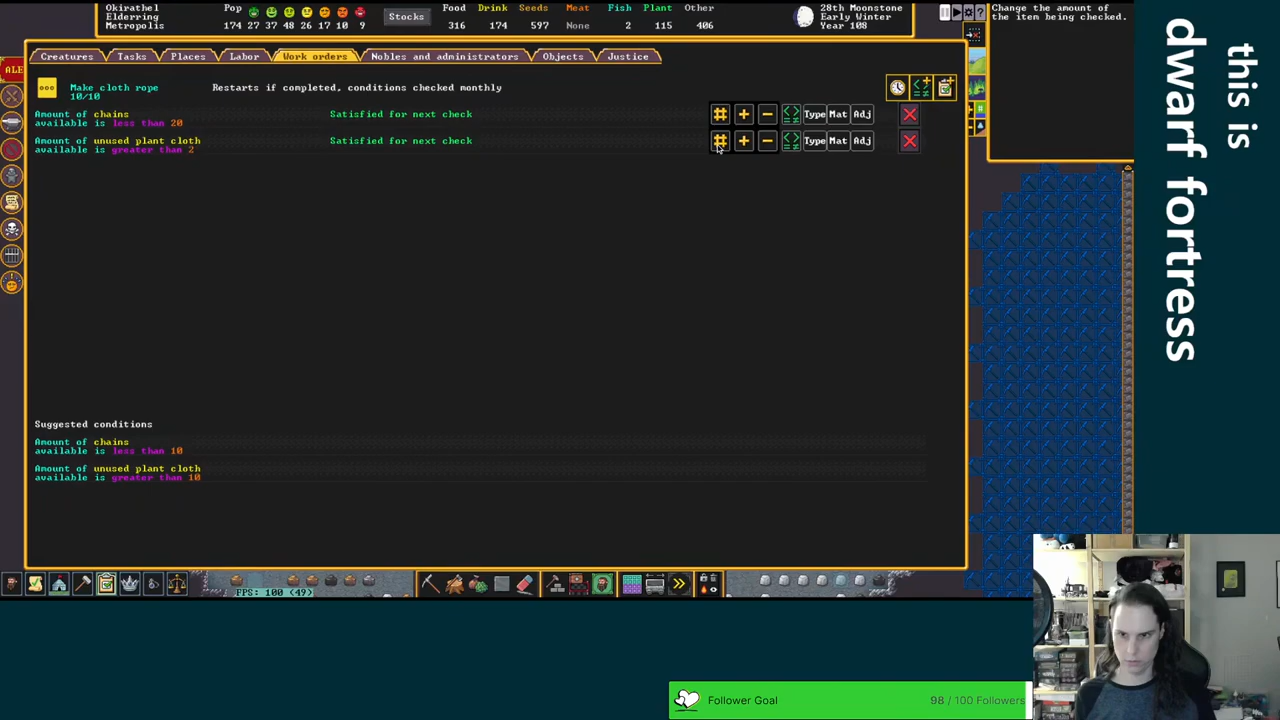 Okirathel
Elderring
Metropolis
Pop
174 27 37 48 26 17 10 9
Stocks
Food Drink Seeds Meat Fish Plant Other
316 174 597 None 2 115 406
28th Moonstone
Early Winter
Year 108
Change the amount of
the item being checked.
this is
dwarf fortress
ALE
Creatures Tasks Places Labor Work orders Nobles and administrators Objects Justice
Make cloth rope
10/10
Restarts if completed, conditions checked monthly
Amount of chains
available is less than 20
Satisfied for next check
Type Mat Adj
Amount of unused plant cloth
available is greater than 2
Satisfied for next check
Type Mat Adj
Suggested conditions
Amount of chains
available is less than 10
Amount of unused plant cloth
available is greater than 10
FPS: 100 (49)
Follower Goal
98 / 100 Followers